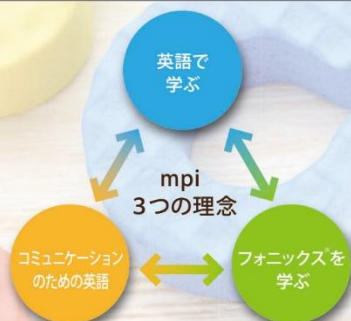 英語で
学ぶ
mpi
3つの理念
コミュニケーション
のための英語
フォニックス®を
学ぶ